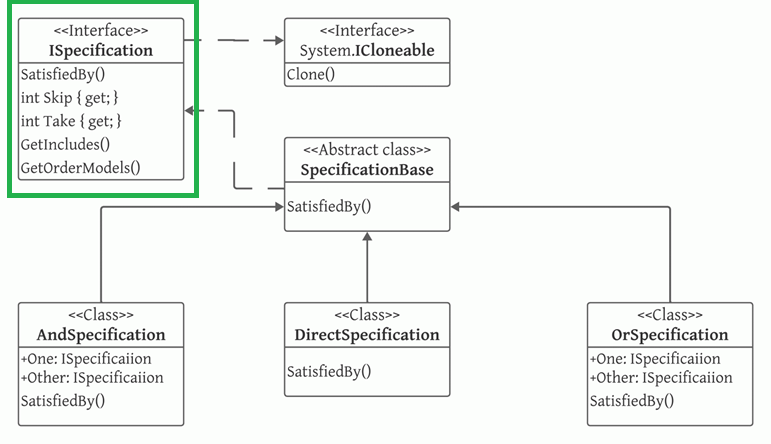 <<Interface>>
ISpecification
SatisfiedBy()
int Skip { get; }
int Take { get; }
GetIncludes()
GetOrderModels()
<<Interface>>
System.ICloneable
Clone()
<<Abstract class>>
SpecificationBase
SatisfiedBy()
<<Class>>
AndSpecification
+One: ISpecificaiion
+Other: ISpecificaiion
SatisfiedBy()
<<Class>>
DirectSpecification
SatisfiedBy()
<<Class>>
OrSpecification
+One: ISpecificaiion
+Other: ISpecificaiion
SatisfiedBy()